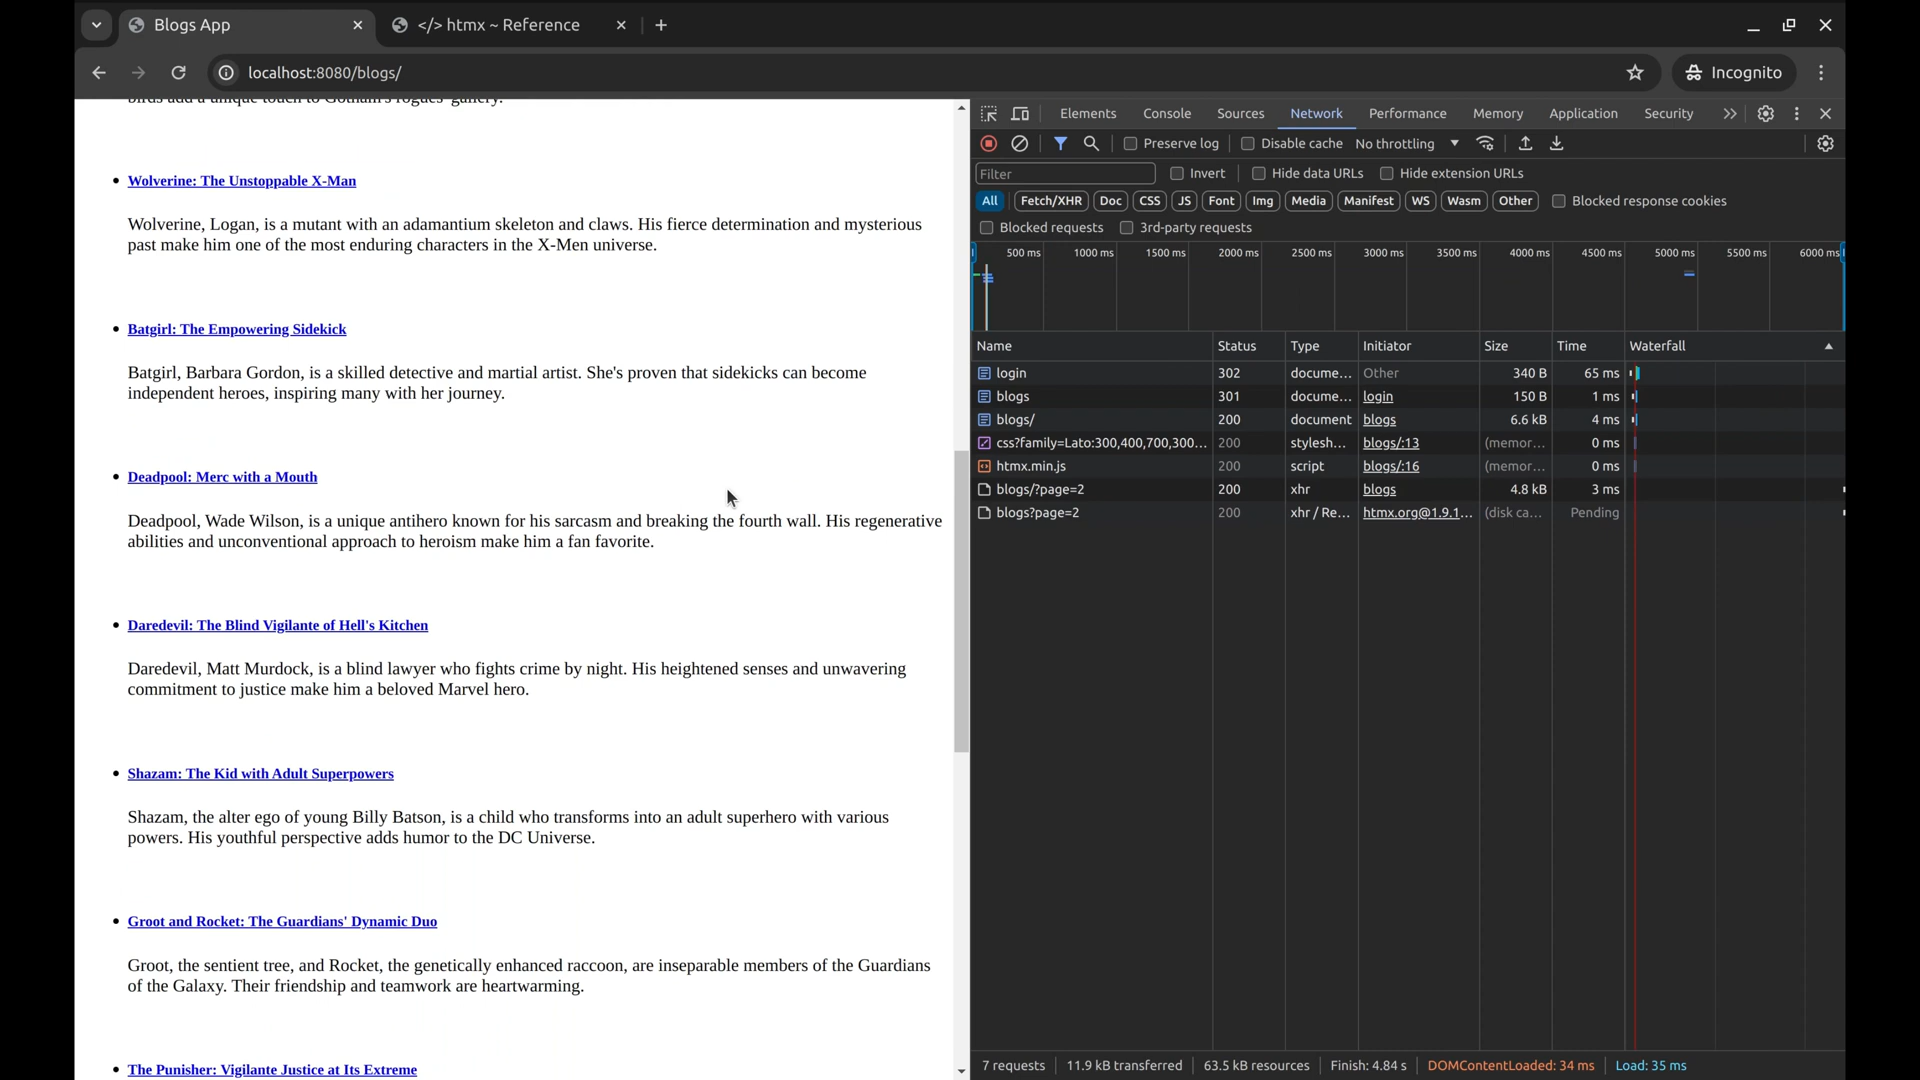 Blogs App
</> htmx ~ Reference
localhost:8080/blogs/
Incognito
birds add a unique touch to Gotham's rogues' gallery.
Wolverine: The Unstoppable X-Man
Wolverine, Logan, is a mutant with an adamantium skeleton and claws. His fierce determination and mysterious
past make him one of the most enduring characters in the X-Men universe.
Batgirl: The Empowering Sidekick
Batgirl, Barbara Gordon, is a skilled detective and martial artist. She's proven that sidekicks can become
independent heroes, inspiring many with her journey.
Deadpool: Merc with a Mouth
Deadpool, Wade Wilson, is a unique antihero known for his sarcasm and breaking the fourth wall. His regenerative
abilities and unconventional approach to heroism make him a fan favorite.
Daredevil: The Blind Vigilante of Hell's Kitchen
Daredevil, Matt Murdock, is a blind lawyer who fights crime by night. His heightened senses and unwavering
commitment to justice make him a beloved Marvel hero.
Shazam: The Kid with Adult Superpowers
Shazam, the alter ego of young Billy Batson, is a child who transforms into an adult superhero with various
powers. His youthful perspective adds humor to the DC Universe.
Groot and Rocket: The Guardians' Dynamic Duo
Groot, the sentient tree, and Rocket, the genetically enhanced raccoon, are inseparable members of the Guardians
of the Galaxy. Their friendship and teamwork are heartwarming.
The Punisher: Vigilante Justice at Its Extreme
Elements Console Sources Network Performance Memory Application Security
Preserve log Disable cache No throttling
Filter Invert Hide data URLs Hide extension URLs
All Fetch/XHR Doc CSS JS Font Img Media Manifest WS Wasm Other Blocked response cookies
Blocked requests 3rd-party requests
500 ms 1000 ms 1500 ms 2000 ms 2500 ms 3000 ms 3500 ms 4000 ms 4500 ms 5000 ms 5500 ms 6000 ms
Name Status Type Initiator Size Time Waterfall
login 302 docume... Other 340 B 65 ms
blogs 301 docume... login 150 B 1 ms
blogs/ 200 document blogs 6.6 kB 4 ms
css?family=Lato:300,400,700,300... 200 stylesh... blogs/:13 (memor... 0 ms
htmx.min.js 200 script blogs/:16 (memor... 0 ms
blogs/?page=2 200 xhr blogs 4.8 kB 3 ms
blogs?page=2 200 xhr / Re... htmx.org@1.9.1... (disk ca... Pending
7 requests 11.9 kB transferred 63.5 kB resources Finish: 4.84 s DOMContentLoaded: 34 ms Load: 35 ms